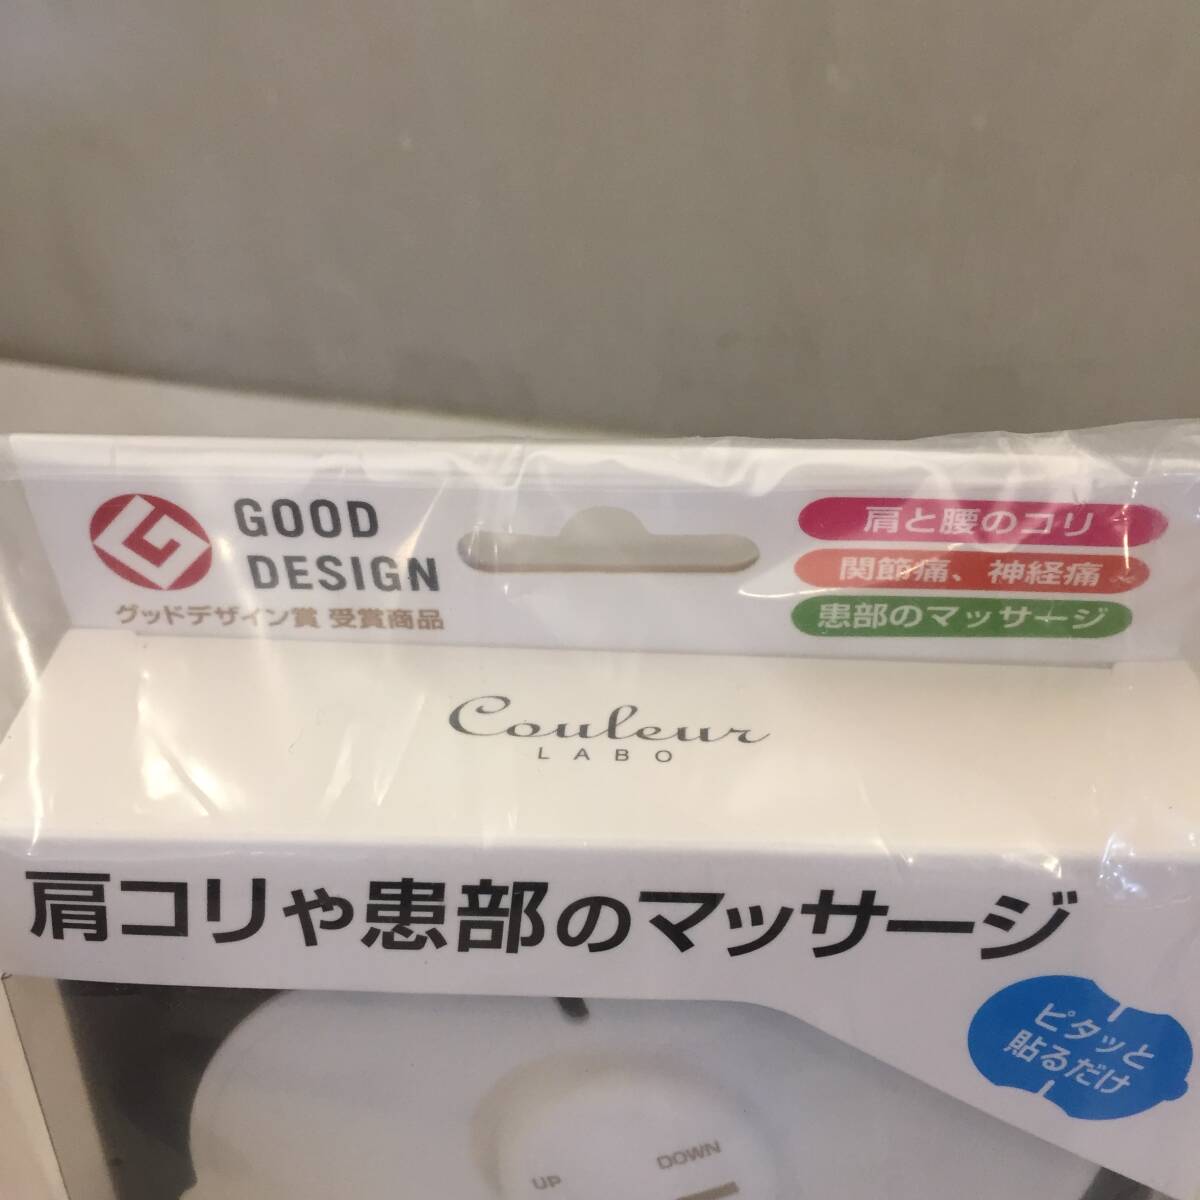 GOOD
DESIGN
グッドデザイン賞 受賞商品
肩と腰のコリ
関節痛、神経痛
患部のマッサージ
Couleur
LABO
肩コリや患部のマッサージ
ピタッと
貼るだけ
UP
DOWN